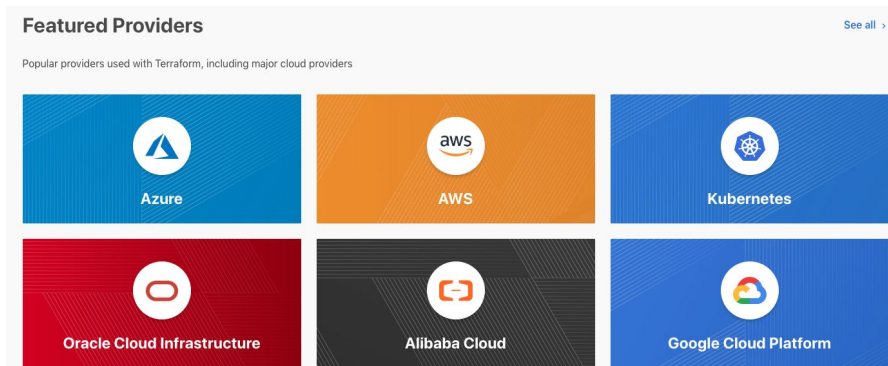 Featured Providers
See all ›
Popular providers used with Terraform, including major cloud providers
aws
Azure
AWS
Kubernetes
Oracle Cloud Infrastructure
Alibaba Cloud
Google Cloud Platform